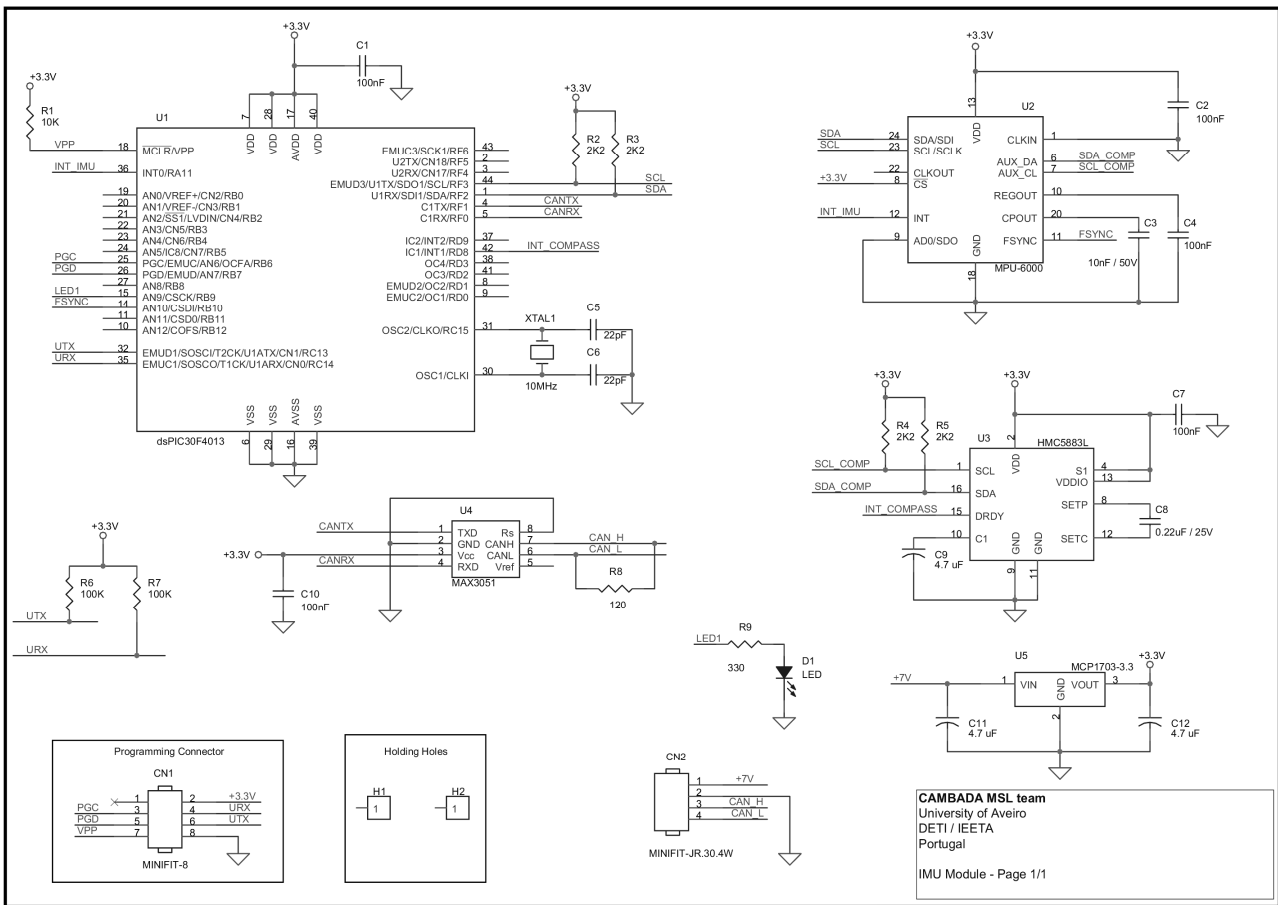 +3.3V
C1
100nF
+3.3V
R1
10K
U1
7
28
17
40
VDD
VDD
AVDD
VDD
VPP
18
MCLR/VPP
INT_IMU
36
INT0/RA11
19
AN0/VREF+/CN2/RB0
20
AN1/VREF-/CN3/RB1
21
AN2/SS1/LVDIN/CN4/RB2
22
AN3/CN5/RB3
23
AN4/CN6/RB4
24
AN5/IC8/CN7/RB5
PGC
25
PGC/EMUC/AN6/OCFA/RB6
PGD
26
PGD/EMUD/AN7/RB7
27
AN8/RB8
LED1
15
AN9/CSCK/RB9
FSYNC
14
AN10/CSDI/RB10
11
AN11/CSD0/RB11
10
AN12/COFS/RB12
UTX
32
EMUD1/SOSCI/T2CK/U1ATX/CN1/RC13
URX
35
EMUC1/SOSCO/T1CK/U1ARX/CN0/RC14
EMUC3/SCK1/RF6
43
U2TX/CN18/RF5
2
U2RX/CN17/RF4
3
EMUD3/U1TX/SDO1/SCL/RF3
44
SCL
U1RX/SDI1/SDA/RF2
1
SDA
C1TX/RF1
4
CANTX
C1RX/RF0
5
CANRX
IC2/INT2/RD9
37
IC1/INT1/RD8
42
INT_COMPASS
OC4/RD3
38
OC3/RD2
41
EMUD2/OC2/RD1
8
EMUC2/OC1/RD0
9
OSC2/CLKO/RC15
31
OSC1/CLKI
30
VSS
VSS
AVSS
VSS
6
29
16
39
dsPIC30F4013
+3.3V
R2
2K2
R3
2K2
XTAL1
10MHz
C5
22pF
C6
22pF
+3.3V
13
U2
VDD
C2
100nF
SDA
24
SDA/SDI
SCL
23
SCL/SCLK
22
CLKOUT
+3.3V
8
CS
INT_IMU
12
INT
9
AD0/SDO
CLKIN
1
AUX_DA
6
SDA_COMP
AUX_CL
7
SCL_COMP
REGOUT
10
CPOUT
20
FSYNC
11
FSYNC
GND
18
MPU-6000
C3
10nF / 50V
C4
100nF
+3.3V
R4
2K2
R5
2K2
+3.3V
C7
100nF
U3
2
HMC5883L
VDD
SCL_COMP
1
SCL
SDA_COMP
16
SDA
INT_COMPASS
15
DRDY
10
C1
S1
4
VDDIO
13
SETP
8
SETC
12
C8
0.22uF / 25V
C9
4.7 uF
GND
GND
9
11
U4
CANTX
1
TXD
2
GND
+3.3V
3
Vcc
CANRX
4
RXD
Rs
8
CANH
7
CAN_H
CANL
6
CAN_L
Vref
5
MAX3051
R8
120
C10
100nF
+3.3V
R6
100K
R7
100K
UTX
URX
LED1
R9
330
D1
LED
U5
MCP1703-3.3
+3.3V
+7V
1
VIN
GND
VOUT
3
2
C11
4.7 uF
C12
4.7 uF
Programming Connector
CN1
1
2
+3.3V
PGC
3
4
URX
PGD
5
6
UTX
VPP
7
8
MINIFIT-8
Holding Holes
H1
1
H2
1
CN2
1
+7V
2
3
CAN_H
4
CAN_L
MINIFIT-JR.30.4W
CAMBADA MSL team
University of Aveiro
DETI / IEETA
Portugal
IMU Module - Page 1/1